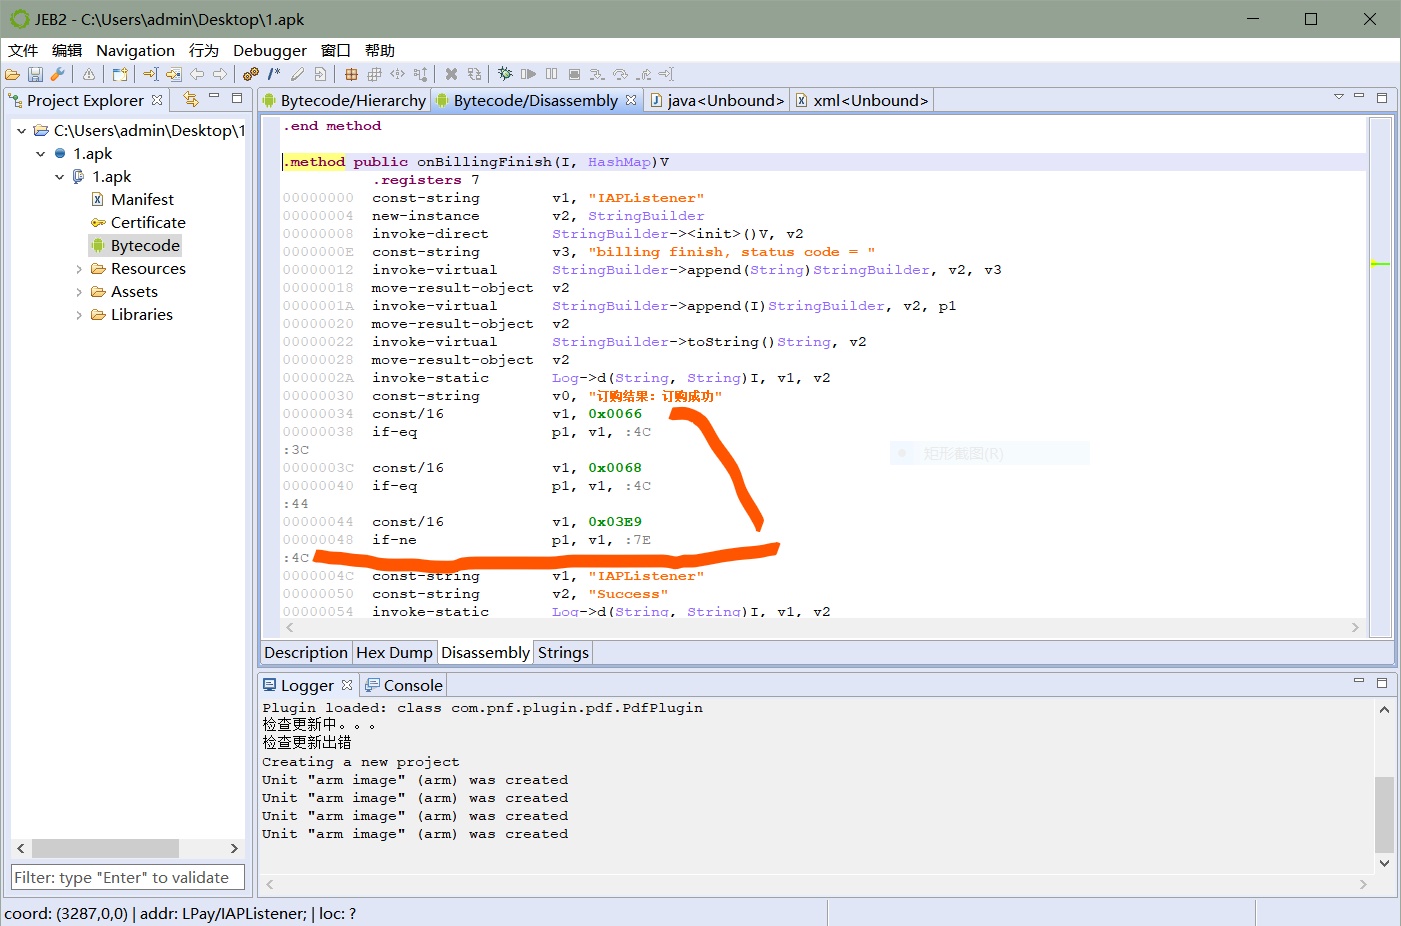 JEB2 - C:\Users\admin\Desktop\1.apk
文件 编辑 Navigation 行为 Debugger 窗口 帮助
Project Explorer
C:\Users\admin\Desktop\1
1.apk
1.apk
Manifest
Certificate
Bytecode
Resources
Assets
Libraries
Filter: type "Enter" to validate
Bytecode/Hierarchy Bytecode/Disassembly java<Unbound> xml<Unbound>
.end method
.method public onBillingFinish(I, HashMap)V
.registers 7
00000000 const-string v1, "IAPListener"
00000004 new-instance v2, StringBuilder
00000008 invoke-direct StringBuilder-><init>()V, v2
0000000E const-string v3, "billing finish, status code = "
00000012 invoke-virtual StringBuilder->append(String)StringBuilder, v2, v3
00000018 move-result-object v2
0000001A invoke-virtual StringBuilder->append(I)StringBuilder, v2, p1
00000020 move-result-object v2
00000022 invoke-virtual StringBuilder->toString()String, v2
00000028 move-result-object v2
0000002A invoke-static Log->d(String, String)I, v1, v2
00000030 const-string v0, "订购结果：订购成功"
00000034 const/16 v1, 0x0066
00000038 if-eq p1, v1, :4C
:3C
0000003C const/16 v1, 0x0068
00000040 if-eq p1, v1, :4C
:44
00000044 const/16 v1, 0x03E9
00000048 if-ne p1, v1, :7E
:4C
0000004C const-string v1, "IAPListener"
00000050 const-string v2, "Success"
00000054 invoke-static Log->d(String, String)I, v1, v2
矩形截图(R)
Description Hex Dump Disassembly Strings
Logger Console
Plugin loaded: class com.pnf.plugin.pdf.PdfPlugin
检查更新中。。。
检查更新出错
Creating a new project
Unit "arm image" (arm) was created
Unit "arm image" (arm) was created
Unit "arm image" (arm) was created
Unit "arm image" (arm) was created
coord: (3287,0,0) | addr: LPay/IAPListener; | loc: ?